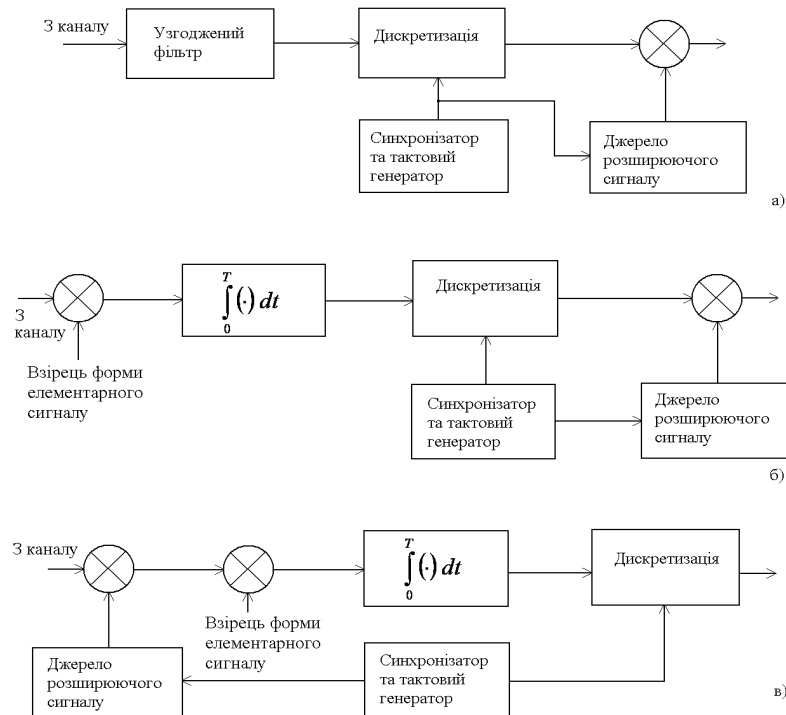 З каналу
Узгоджений
фільтр
Дискретизація
Синхронізатор
та тактовий
генератор
Джерело
розширюючого
сигналу
а)
З
каналу
Взірець форми
елементарного
сигналу
T
∫(·) dt
0
Дискретизація
Синхронізатор
та тактовий
генератор
Джерело
розширюючого
сигналу
б)
З каналу
Взірець форми
елементарного
сигналу
T
∫(·) dt
0
Дискретизація
Джерело
розширюючого
сигналу
Синхронізатор
та тактовий
генератор
в)